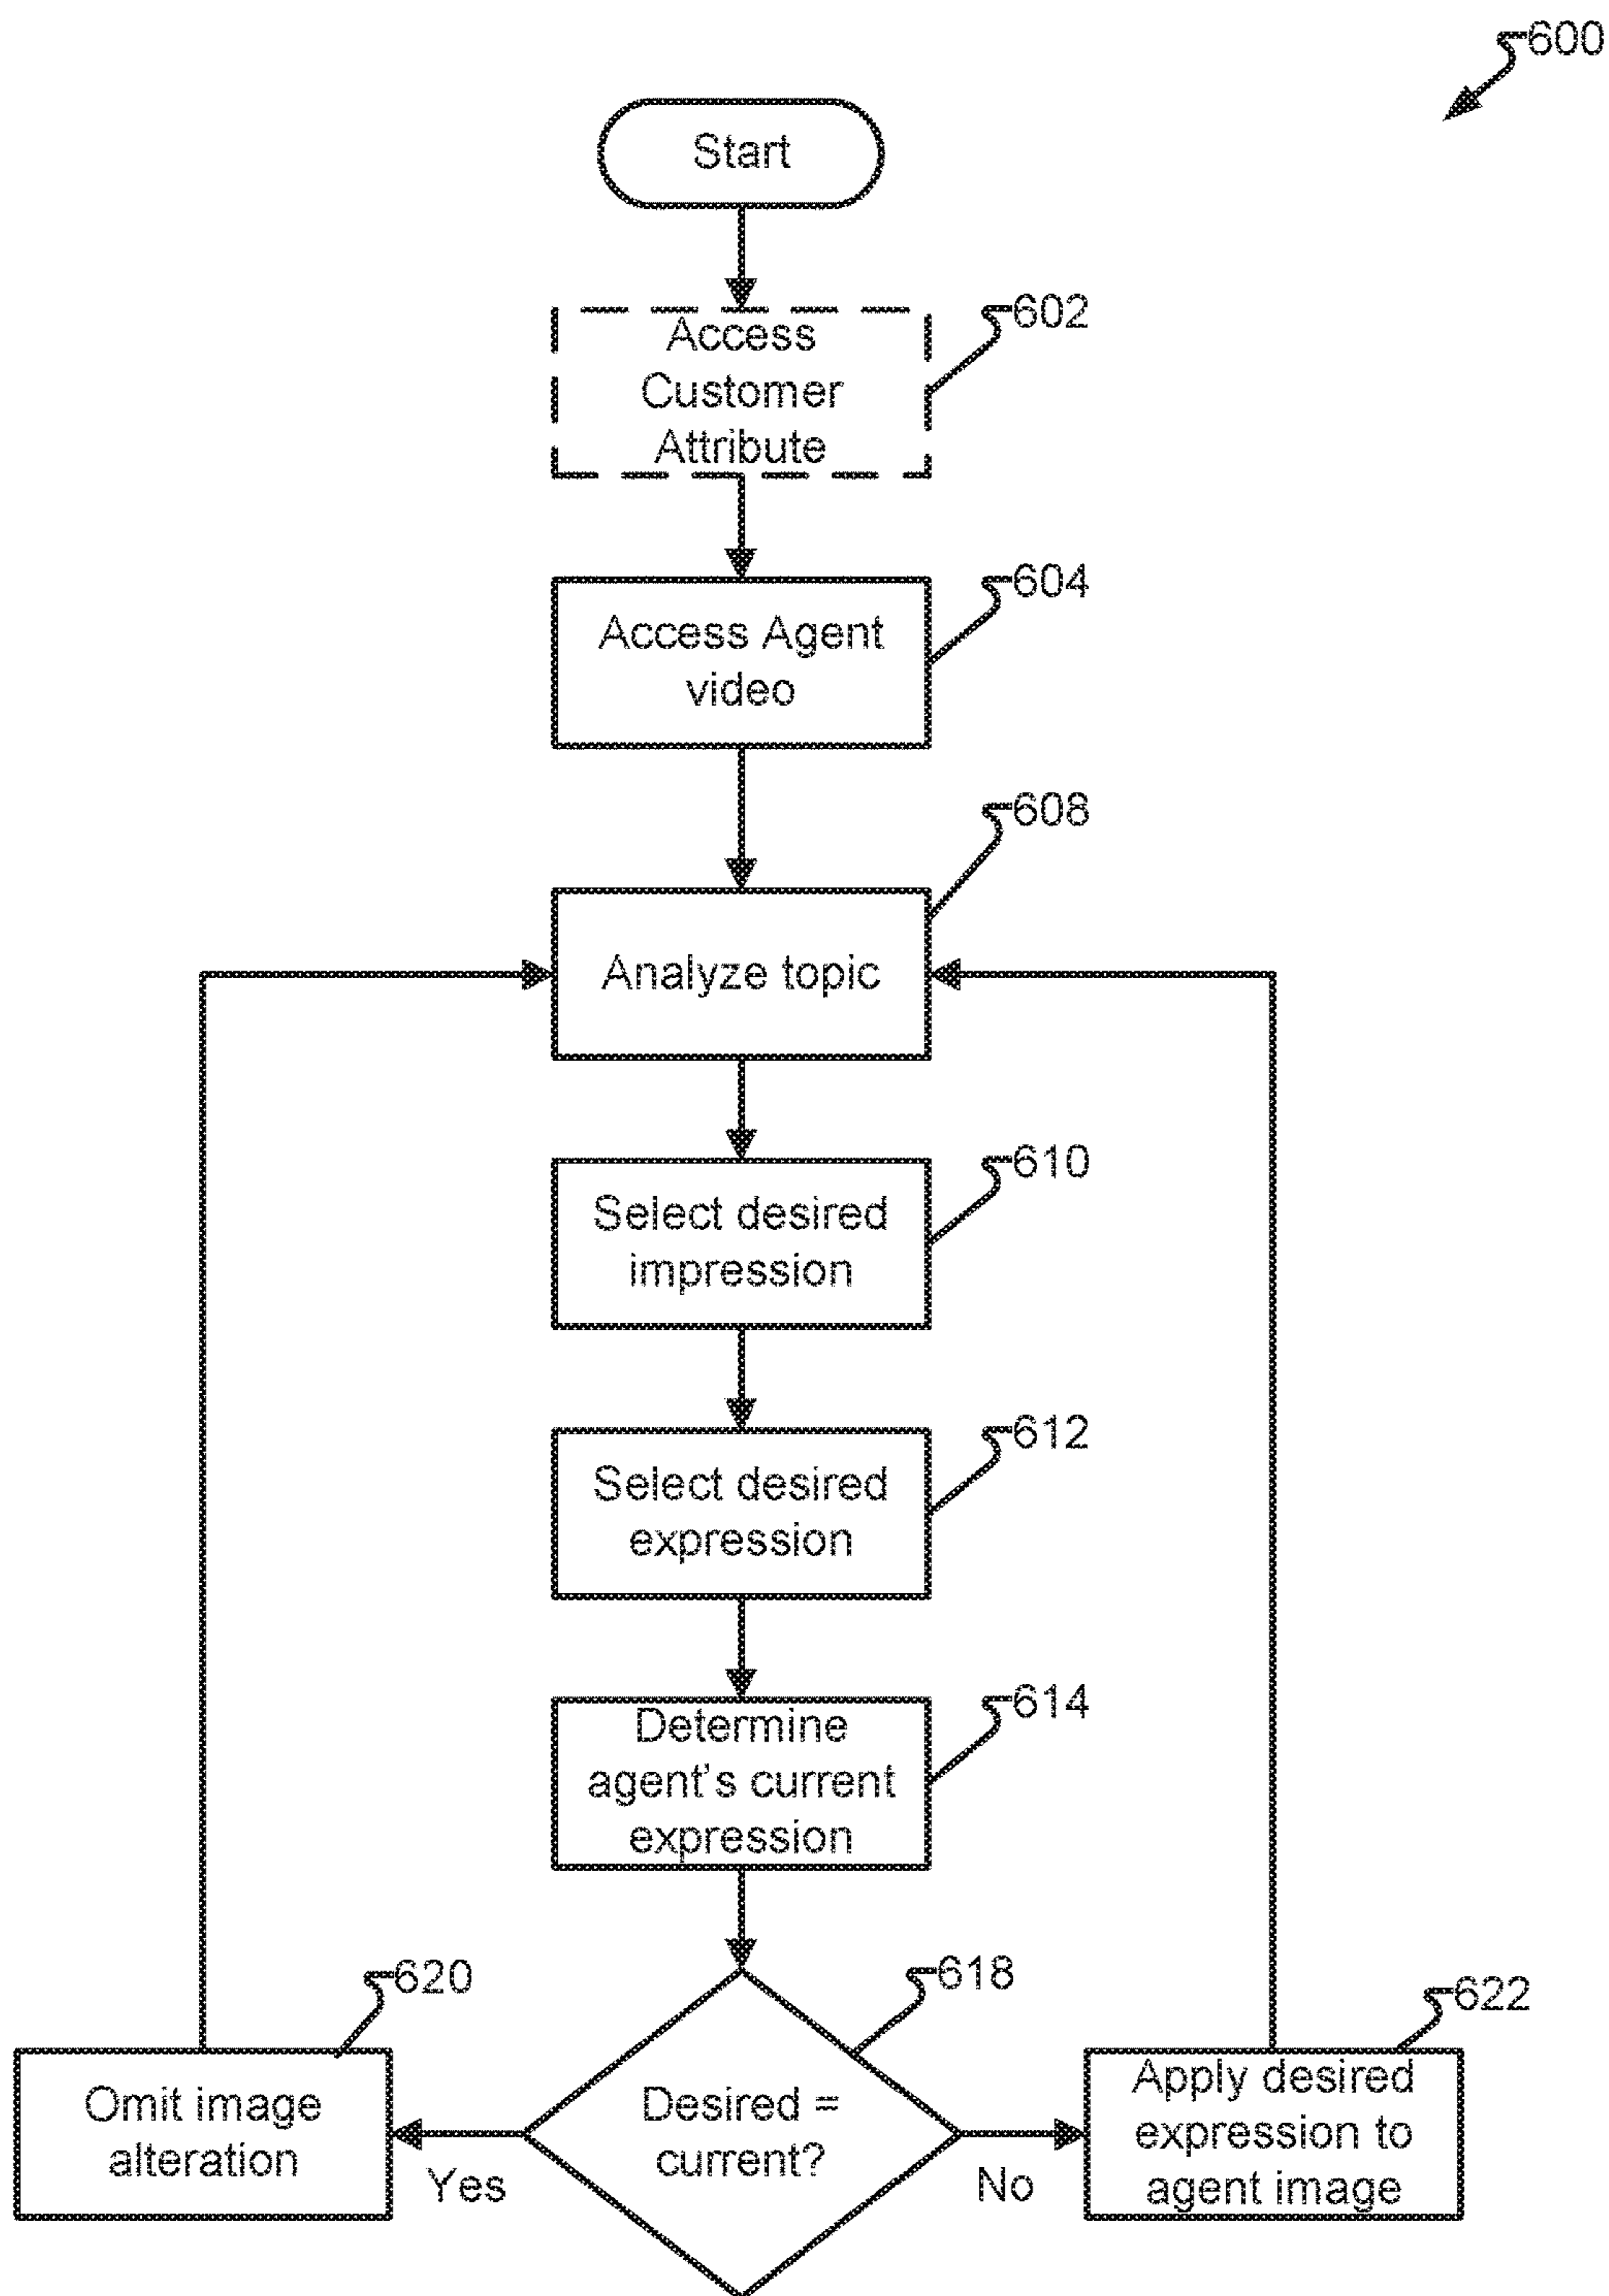 600
Start
Access
Customer
Attribute
602
Access Agent
video
604
608
Analyze topic
610
Select desired
impression
612
Select desired
expression
614
Determine
agent's current
expression
618
620
622
Omit image
alteration
Yes
Desired =
current?
No
Apply desired
expression to
agent image